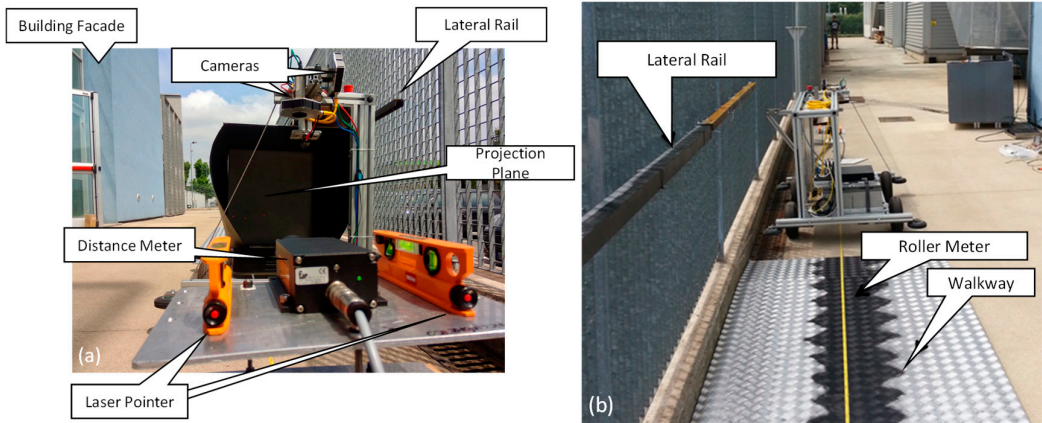 Building Facade
Lateral Rail
Cameras
Projection
Plane
Distance Meter
Laser Pointer
(a)
Lateral Rail
Roller Meter
Walkway
(b)